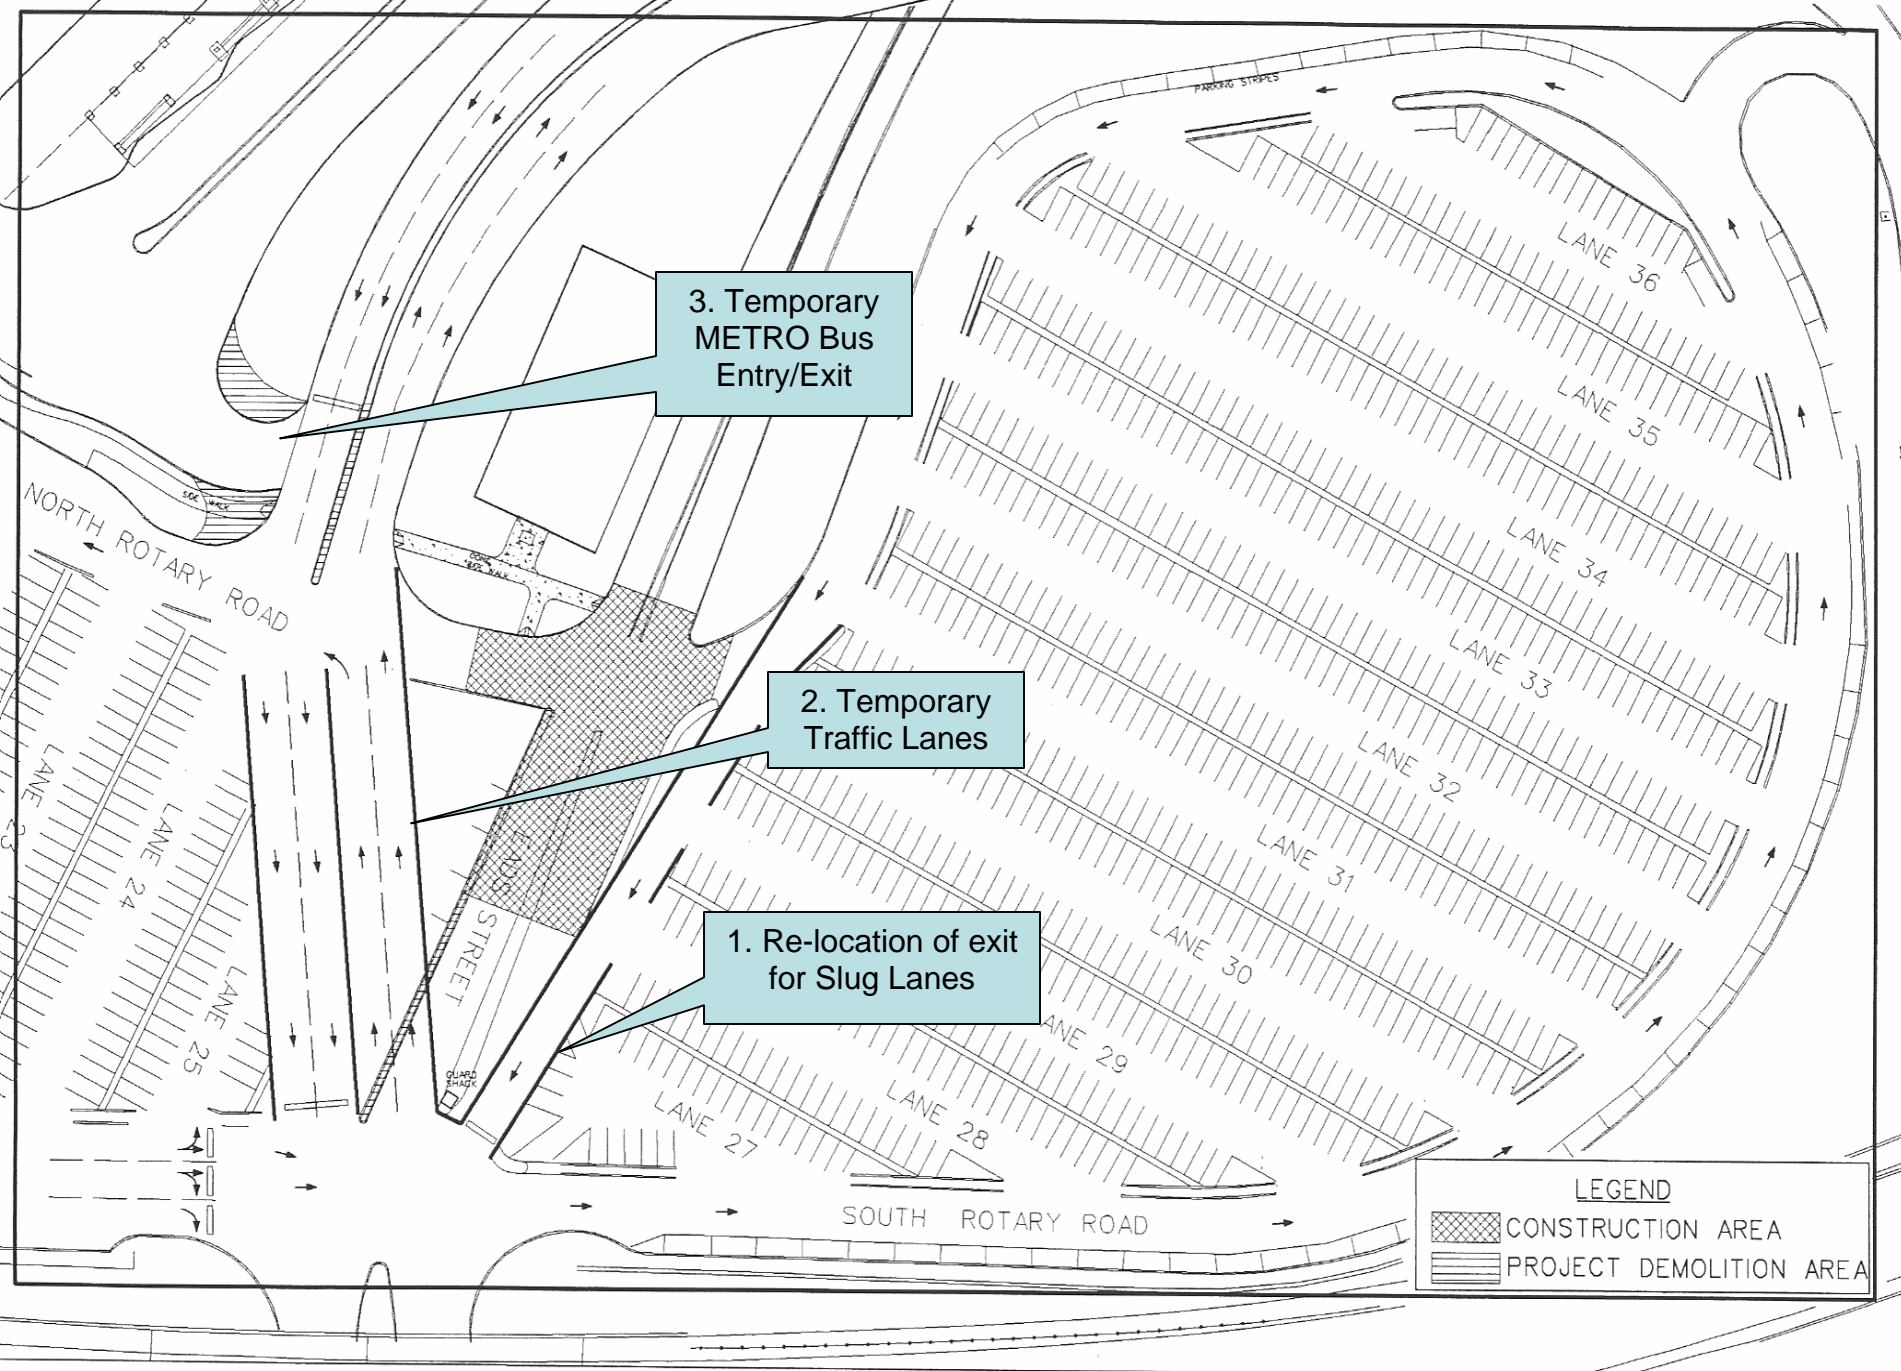 PARKING STRIPES
LANE 36
3. Temporary
METRO Bus
Entry/Exit
LANE 35
SIDE WALK
NORTH ROTARY ROAD
CONC.
SIDE WALK
LANE 34
LANE 33
2. Temporary
Traffic Lanes
LANE 32
LANE 23
LANE 24
EADS STREET
LANE 31
1. Re-location of exit
for Slug Lanes
LANE 30
LANE 25
LANE 29
GUARD
SHACK
LANE 27
LANE 28
SOUTH ROTARY ROAD
LEGEND
CONSTRUCTION AREA
PROJECT DEMOLITION AREA